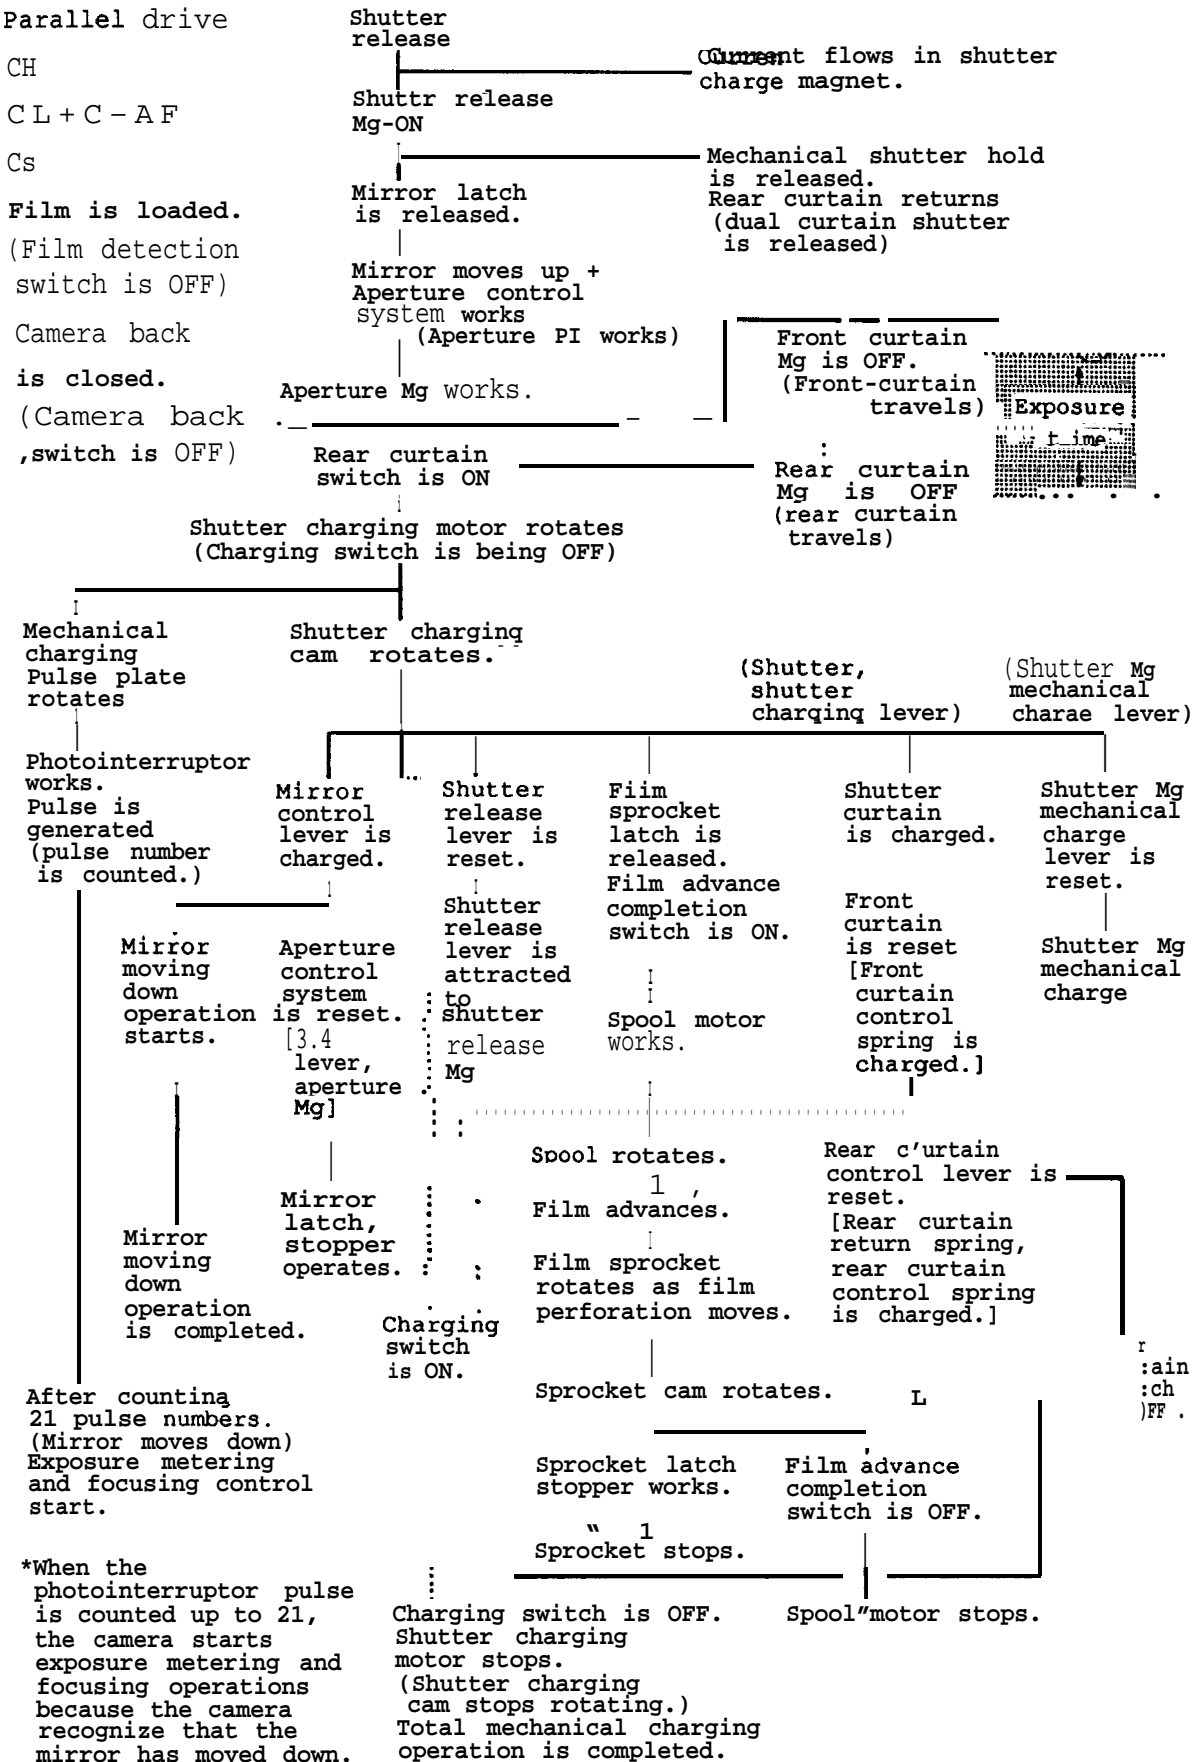 Parallel drive
CH
CL+C-AF
Cs
Film is loaded.
(Film detection
switch is OFF)
Camera back
is closed.
(Camera back
,switch is OFF)
Shutter
release
Current flows in shutter
charge magnet.
Shuttr release
Mg-ON
Mechanical shutter hold
is released.
Rear curtain returns
(dual curtain shutter
is released)
Mirror latch
is released.
Mirror moves up +
Aperture control
system works
(Aperture PI works)
Aperture Mg works.
Front curtain
Mg is OFF.
(Front-curtain
travels)
Exposure
time
Rear curtain
switch is ON
Rear curtain
Mg is OFF
(rear curtain
travels)
Shutter charging motor rotates
(Charging switch is being OFF)
Mechanical
charging
Pulse plate
rotates
Shutter charging
cam rotates.
(Shutter,
shutter
charqinq lever)
(Shutter Mg
mechanical
charae lever)
Photointerruptor
works.
Pulse is
generated
(pulse number
is counted.)
Mirror
control
lever is
charged.
Shutter
release
lever is
reset.
Fiim
sprocket
latch is
released.
Film advance
completion
switch is ON.
Shutter
curtain
is charged.
Shutter Mg
mechanical
charge
lever is
reset.
Mirror
moving
down
operation
starts.
Aperture
control
system
is reset.
[3.4
lever,
aperture
Mg]
Shutter
release
lever is
attracted
to
shutter
release
Mg
Spool motor
works.
Front
curtain
is reset
[Front
curtain
control
spring is
charged.]
Shutter Mg
mechanical
charge
Mirror
moving
down
operation
is completed.
Mirror
latch,
stopper
operates.
Charging
switch
is ON.
Spool rotates.
1 ,
Film advances.
Film sprocket
rotates as film
perforation moves.
Rear c'urtain
control lever is
reset.
[Rear curtain
return spring,
rear curtain
control spring
is charged.]
r
:ain
:ch
)FF .
After counting
21 pulse numbers.
(Mirror moves down)
Exposure metering
and focusing control
start.
Sprocket cam rotates.
L
Sprocket latch
stopper works.
Film advance
completion
switch is OFF.
" 1
Sprocket stops.
*When the
photointerruptor pulse
is counted up to 21,
the camera starts
exposure metering and
focusing operations
because the camera
recognize that the
mirror has moved down.
Charging switch is OFF.
Shutter charging
motor stops.
(Shutter charging
cam stops rotating.)
Total mechanical charging
operation is completed.
Spool"motor stops.